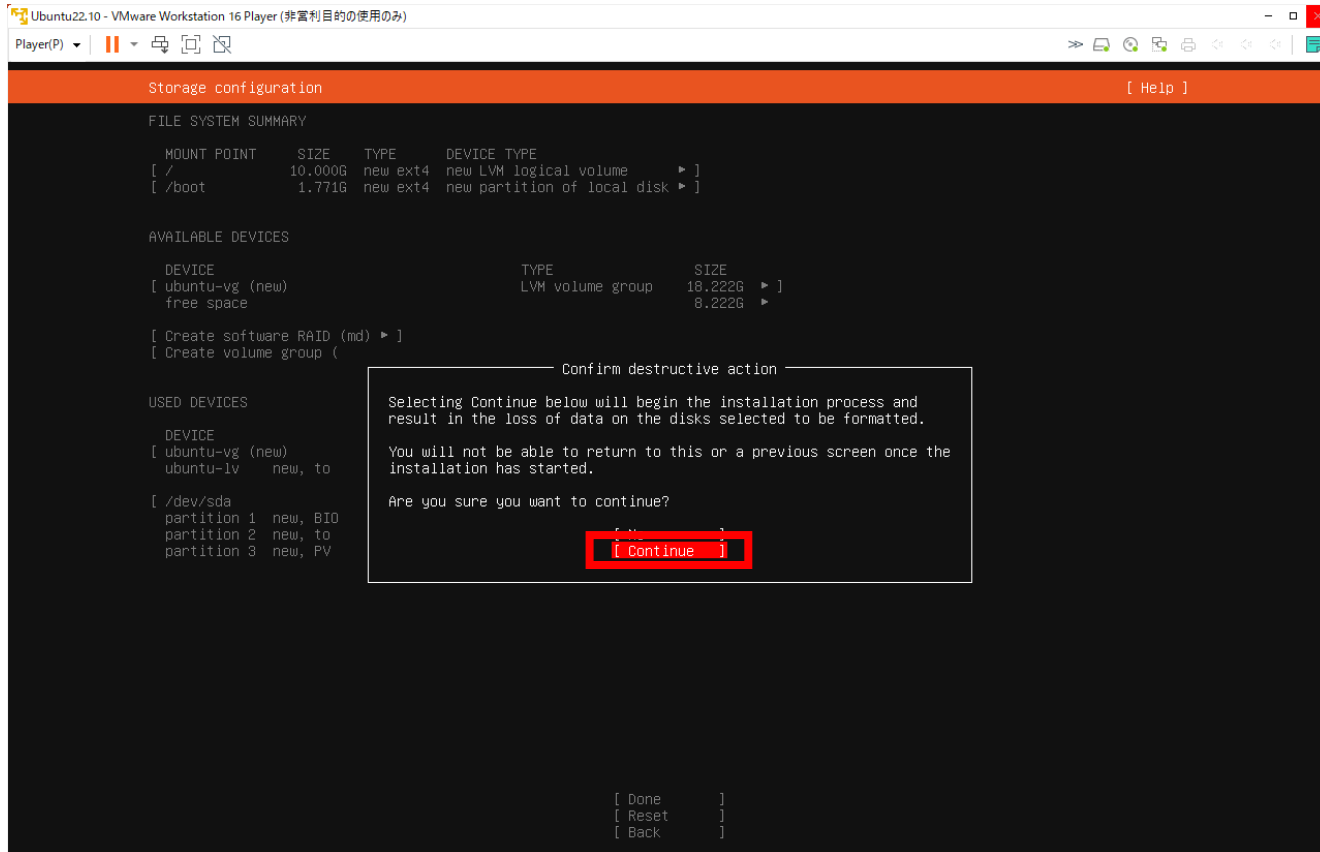 Ubuntu22.10 - VMware Workstation 16 Player (非営利目的の使用のみ)
Player(P)
Storage configuration [ Help ]
FILE SYSTEM SUMMARY
MOUNT POINT SIZE TYPE DEVICE TYPE
[ / 10.000G new ext4 new LVM logical volume ▸ ]
[ /boot 1.771G new ext4 new partition of local disk ▸ ]
AVAILABLE DEVICES
DEVICE TYPE SIZE
[ ubuntu-vg (new) LVM volume group 18.222G ▸ ]
free space 8.222G ▸
[ Create software RAID (md) ▸ ]
[ Create volume group (
Confirm destructive action
Selecting Continue below will begin the installation process and
result in the loss of data on the disks selected to be formatted.
You will not be able to return to this or a previous screen once the
installation has started.
Are you sure you want to continue?
[ No ]
[ Continue ]
USED DEVICES
DEVICE
[ ubuntu-vg (new)
ubuntu-lv new, to
[ /dev/sda
partition 1 new, BIO
partition 2 new, to
partition 3 new, PV
[ Done ]
[ Reset ]
[ Back ]